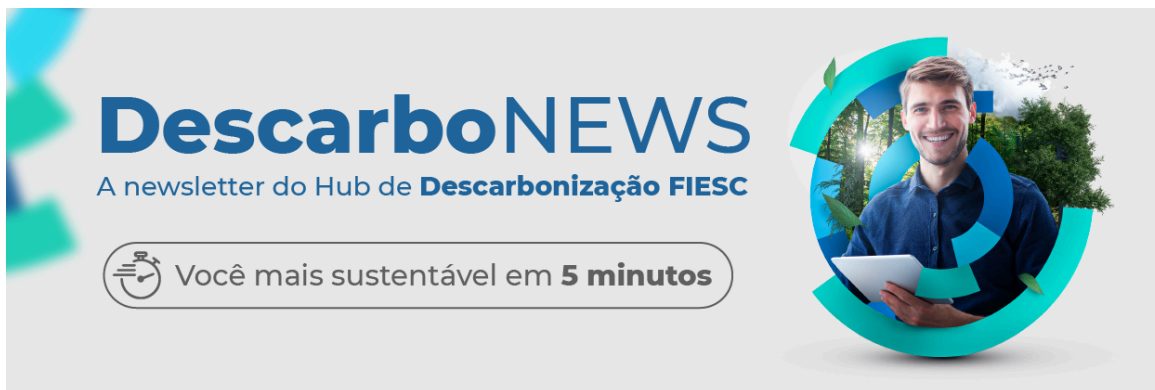 DescarboNEWS
A newsletter do Hub de Descarbonização FIESC
Você mais sustentável em 5 minutos